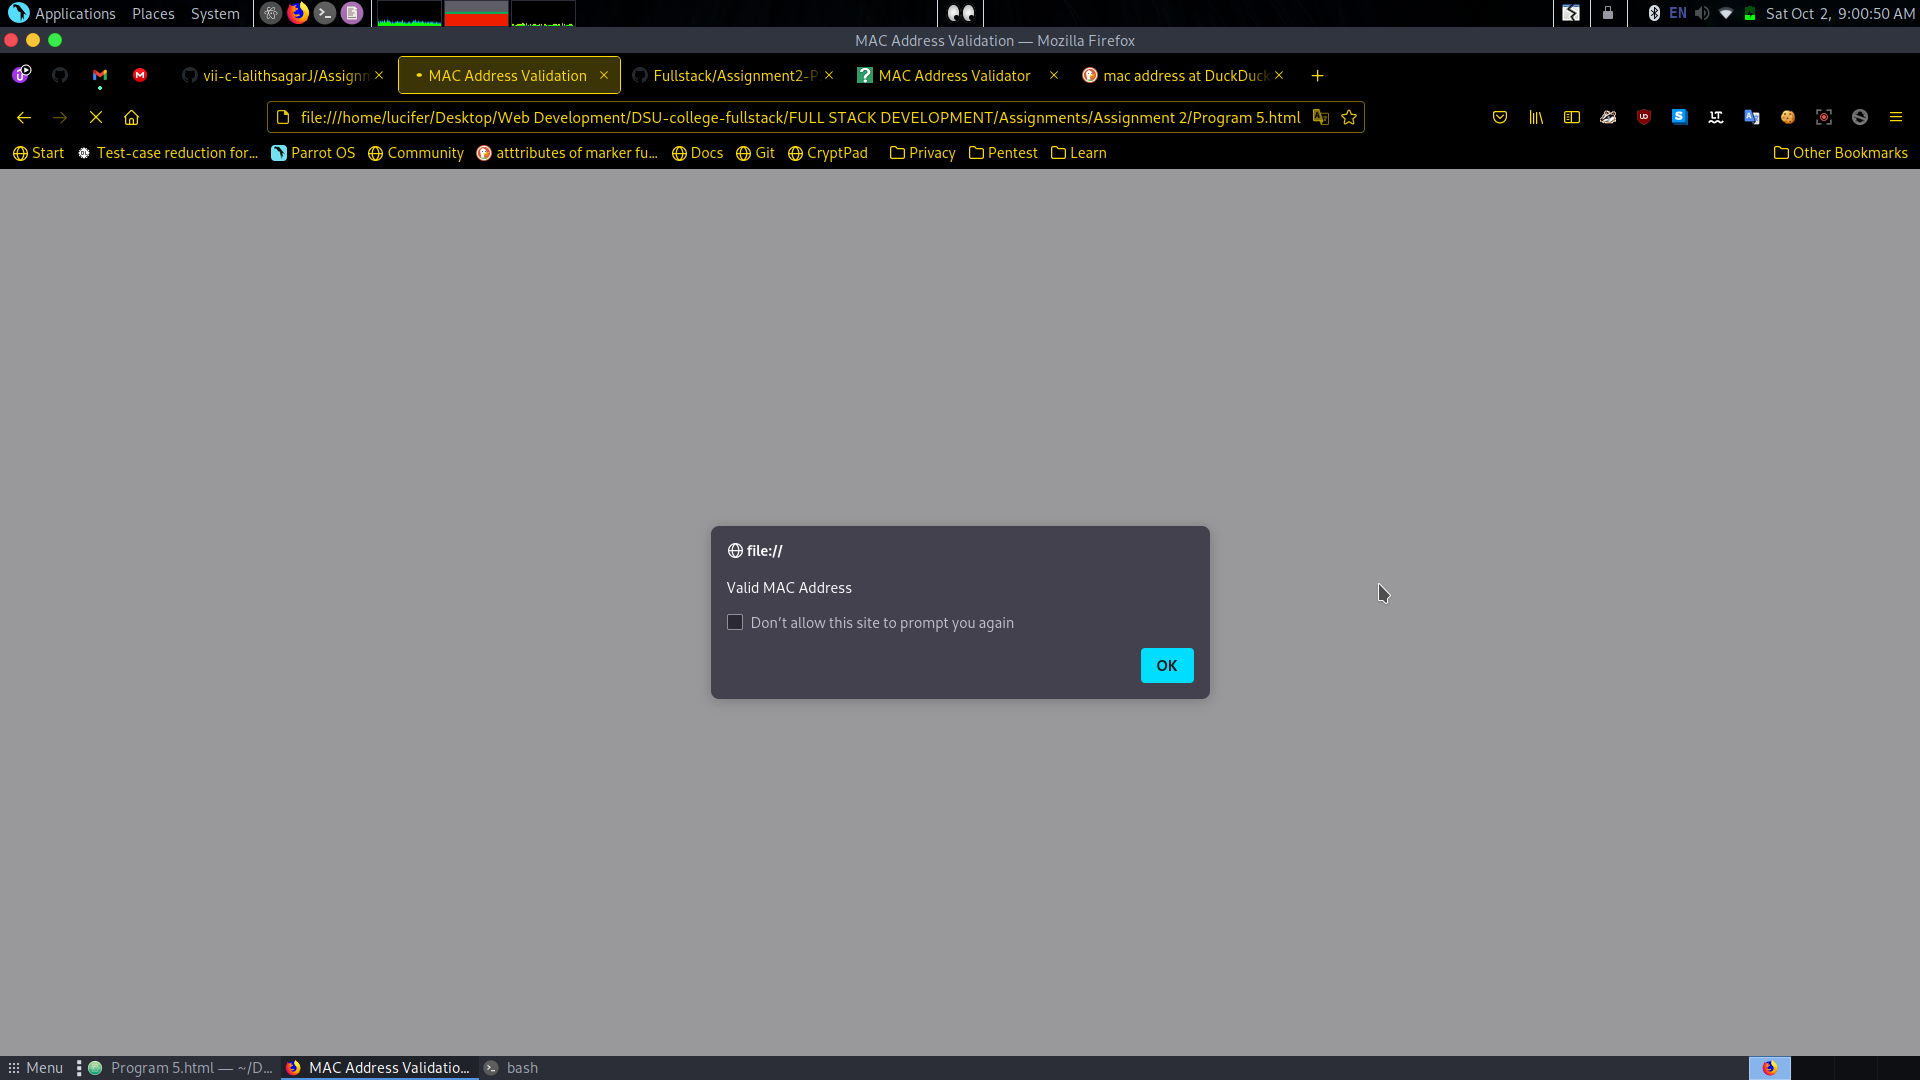 Applications Places System
EN Sat Oct 2, 9:00:50 AM
MAC Address Validation — Mozilla Firefox
vii-c-lalithsagarJ/Assignm
MAC Address Validation
Fullstack/Assignment2-P
MAC Address Validator
mac address at DuckDuck
file:///home/lucifer/Desktop/Web Development/DSU-college-fullstack/FULL STACK DEVELOPMENT/Assignments/Assignment 2/Program 5.html
Start Test-case reduction for... Parrot OS Community atttributes of marker fu... Docs Git CryptPad Privacy Pentest Learn Other Bookmarks
file://
Valid MAC Address
Don't allow this site to prompt you again
OK
Menu Program 5.html — ~/D... MAC Address Validatio... bash